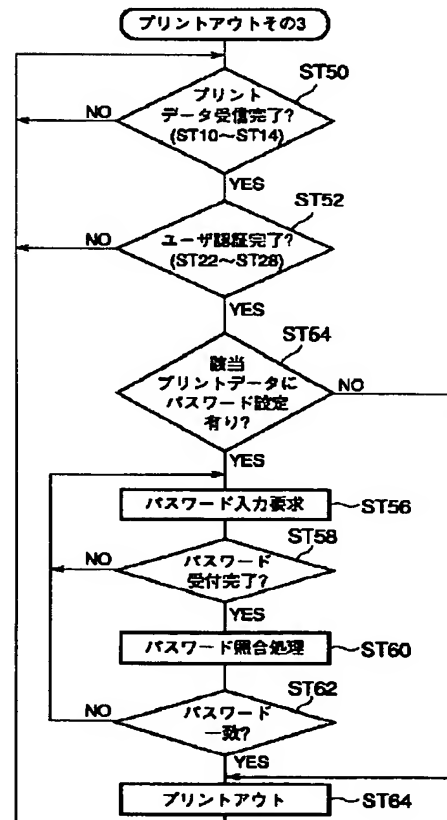 プリントアウトその3
ST50
プリント
データ受信完了?
(ST10～ST14)
NO
YES
ST52
ユーザ認証完了?
(ST22～ST28)
NO
YES
ST64
該当
プリントデータに
パスワード設定
有り?
NO
YES
パスワード入力要求
ST56
ST58
パスワード
受付完了?
NO
YES
パスワード照合処理
ST60
ST62
パスワード
一致?
NO
YES
プリントアウト
ST64